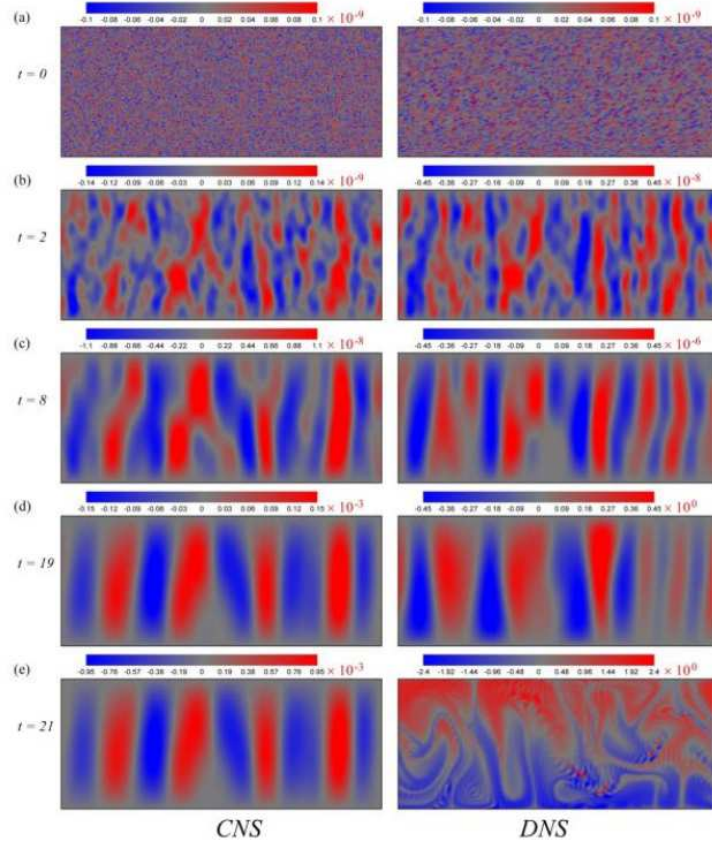 (a)
-0.1 -0.08 -0.06 -0.04 -0.02 0 0.02 0.04 0.06 0.08 0.1 × 10⁻⁹
-0.1 -0.08 -0.06 -0.04 -0.02 0 0.02 0.04 0.06 0.08 0.1 × 10⁻⁹
t = 0
(b)
-0.14 -0.12 -0.09 -0.06 -0.03 0 0.03 0.06 0.09 0.12 0.14 × 10⁻⁹
-0.45 -0.36 -0.27 -0.18 -0.09 0 0.09 0.18 0.27 0.36 0.45 × 10⁻⁸
t = 2
(c)
-1.1 -0.88 -0.66 -0.44 -0.22 0 0.22 0.44 0.66 0.88 1.1 × 10⁻⁸
-0.45 -0.36 -0.27 -0.18 -0.09 0 0.09 0.18 0.27 0.36 0.45 × 10⁻⁶
t = 8
(d)
-0.15 -0.12 -0.09 -0.06 -0.03 0 0.03 0.06 0.09 0.12 0.15 × 10⁻³
-0.45 -0.36 -0.27 -0.18 -0.09 0 0.09 0.18 0.27 0.36 0.45 × 10⁰
t = 19
(e)
-0.95 -0.76 -0.57 -0.38 -0.19 0 0.19 0.38 0.57 0.76 0.95 × 10⁻³
-2.4 -1.92 -1.44 -0.96 -0.48 0 0.48 0.96 1.44 1.92 2.4 × 10⁰
t = 21
CNS DNS